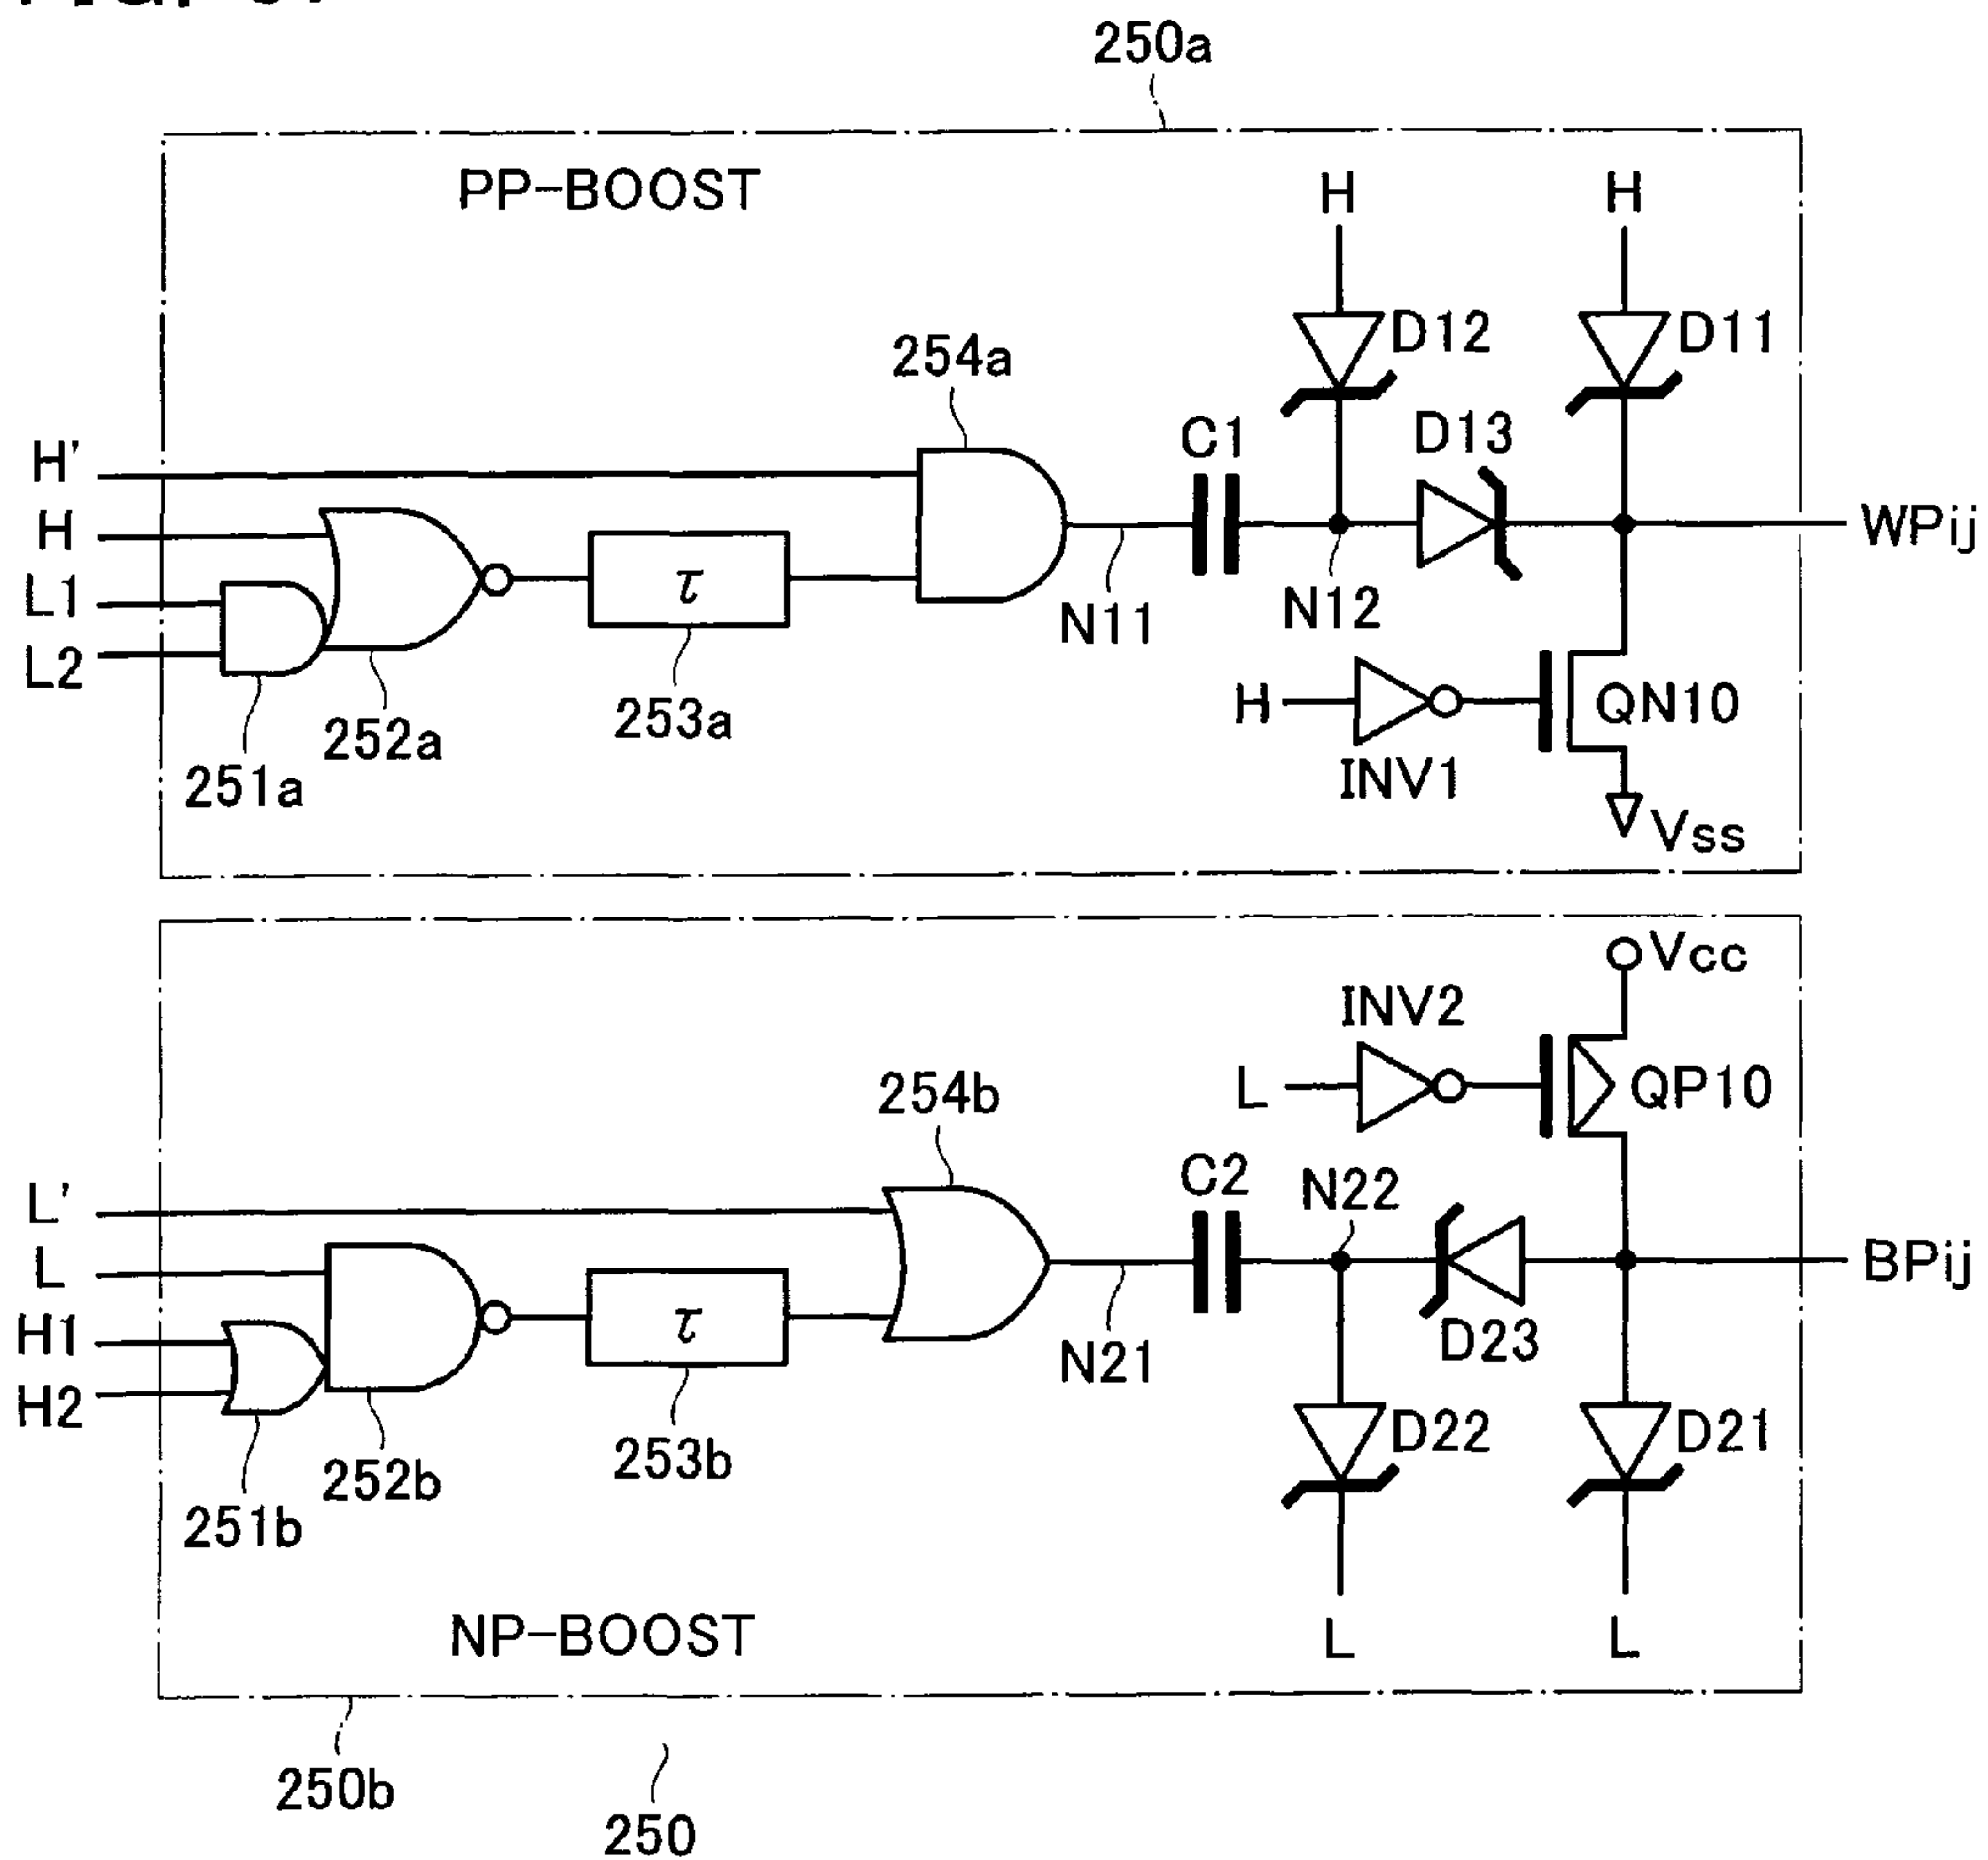 250a
PP-BOOST
H
H
D12
D11
254a
C1
D13
H'
H
L1
L2
WPij
τ
N11
N12
252a
253a
251a
H
INV1
QN10
Vss
Vcc
INV2
L
QP10
254b
C2
N22
L'
L
H1
H2
BPij
τ
N21
D23
D22
D21
252b
253b
251b
NP-BOOST
L
L
250b
250